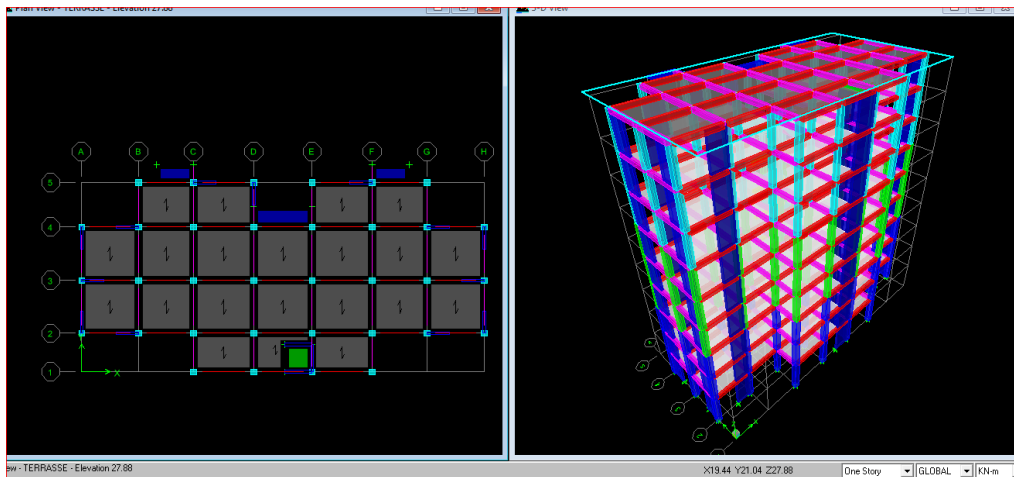 Plan View - TERRASSE - Elevation 27.88
3-D View
A B C D E F G H
5
4
3
2
1
X
View - TERRASSE - Elevation 27.88
X19.44 Y21.04 Z27.88
One Story
GLOBAL
KN-m